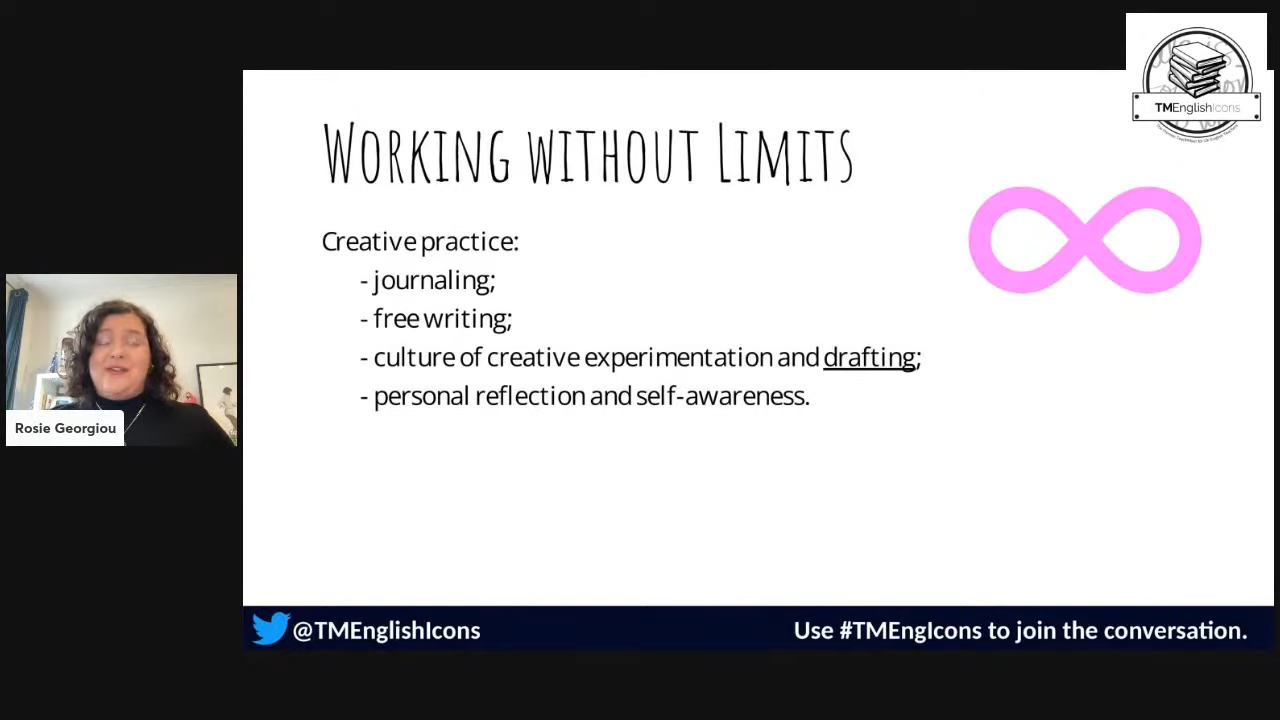 TMEnglishIcons
Working without Limits
Creative practice:
- journaling;
- free writing;
- culture of creative experimentation and drafting;
- personal reflection and self-awareness.
Rosie Georgiou
@TMEnglishIcons
Use #TMEngIcons to join the conversation.